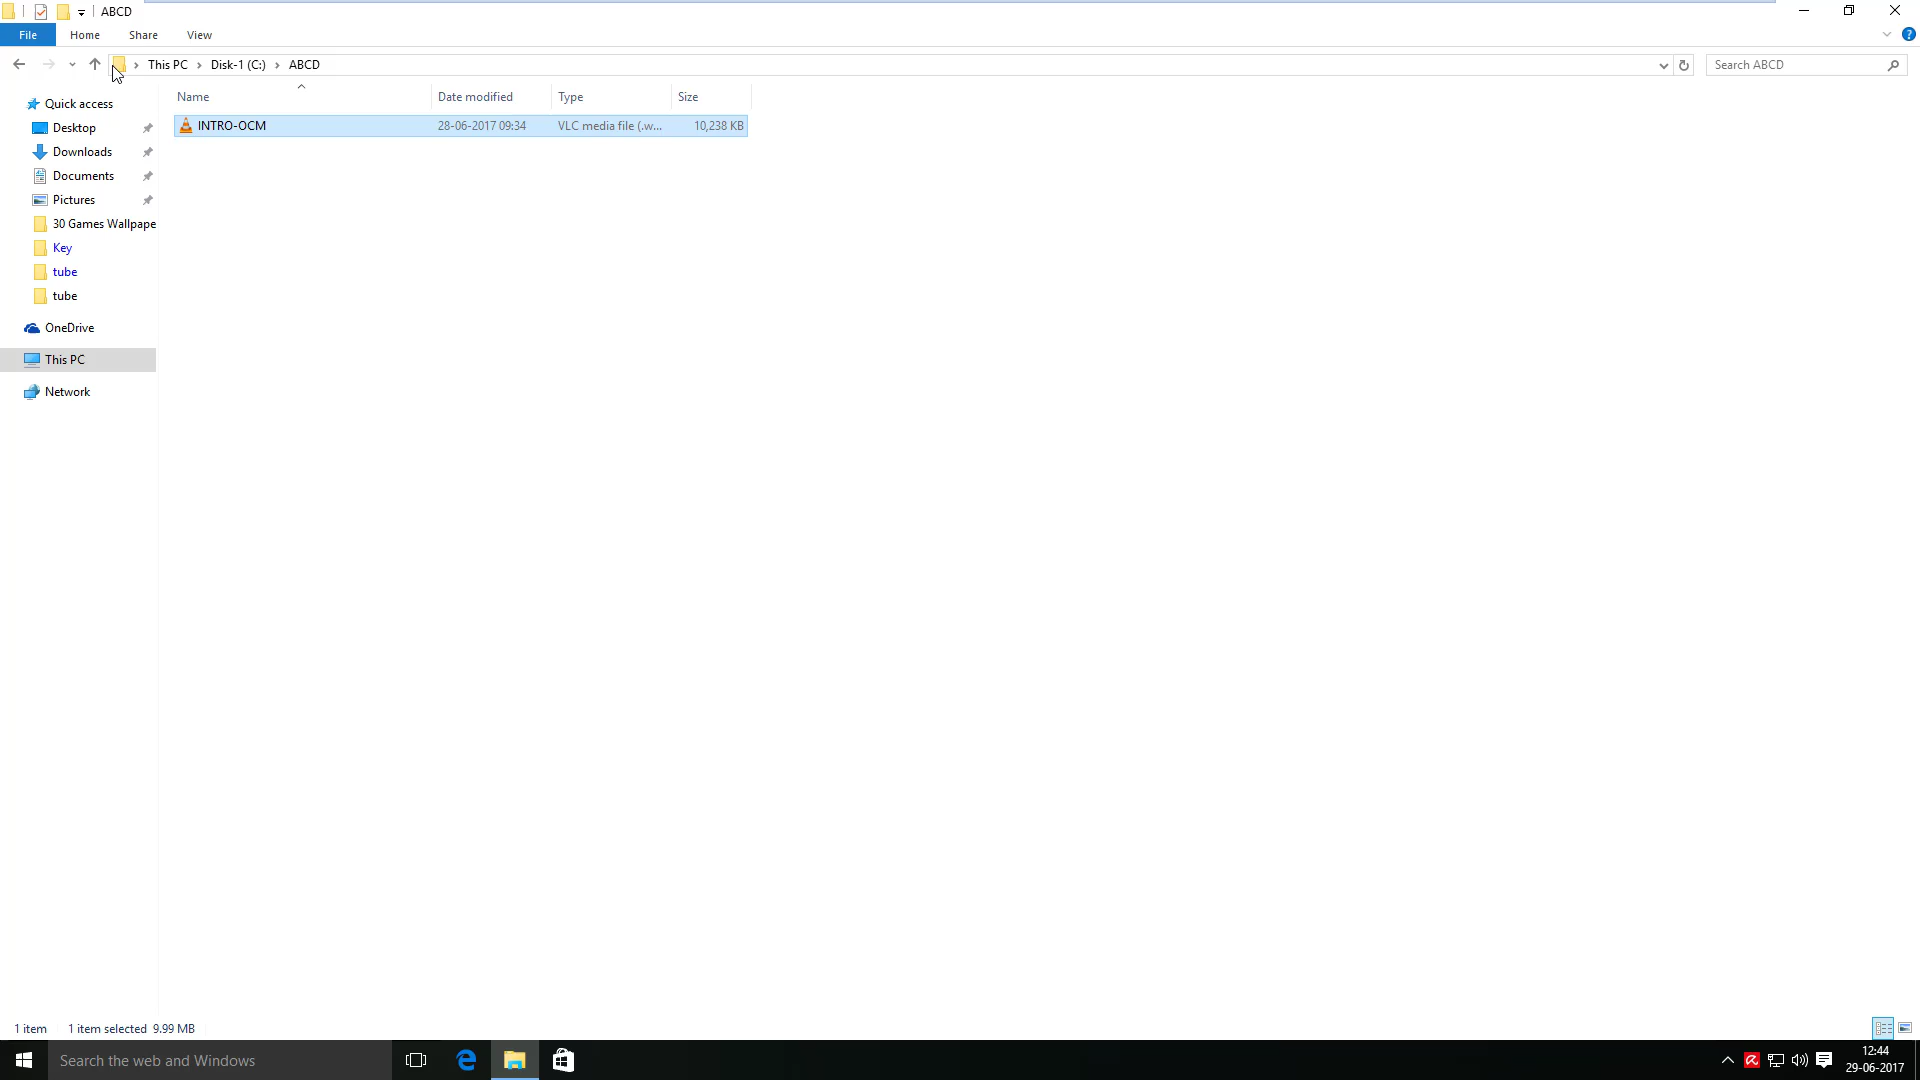 ABCD
File Home Share View
This PC Disk-1 (C:) ABCD
Search ABCD
Name Date modified Type Size
INTRO-OCM 28-06-2017 09:34 VLC media file (.w... 10,238 KB
Quick access
Desktop
Downloads
Documents
Pictures
30 Games Wallpape
Key
tube
tube
OneDrive
This PC
Network
1 item 1 item selected 9.99 MB
Search the web and Windows
12:44
29-06-2017